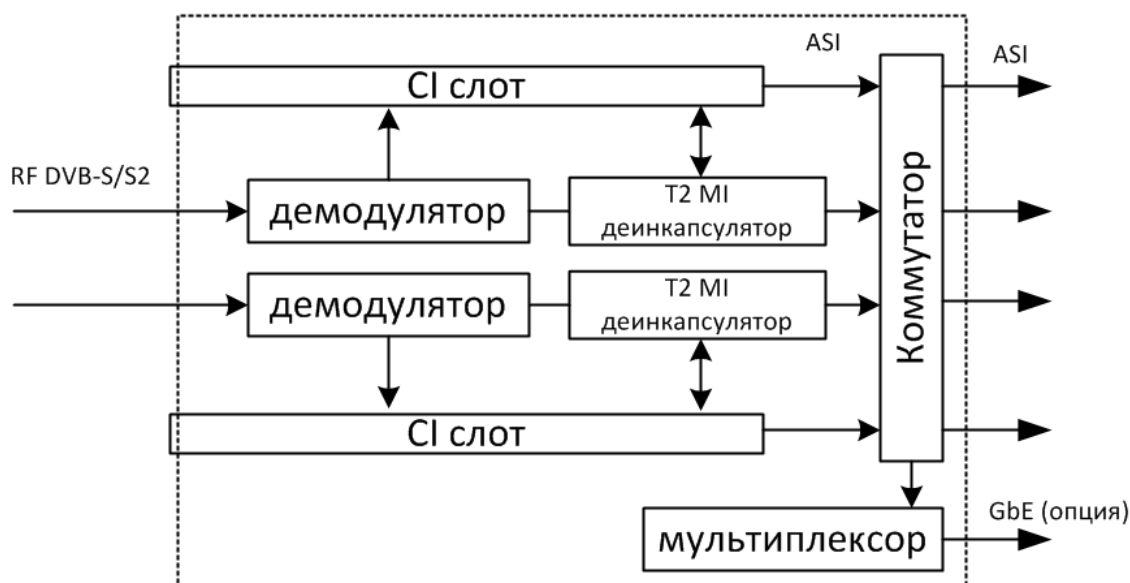 ASI
ASI
CI слот
RF DVB-S/S2
демодулятор
T2 MI
деинкапсулятор
демодулятор
T2 MI
деинкапсулятор
Коммутатор
CI слот
GbE (опция)
мультиплексор